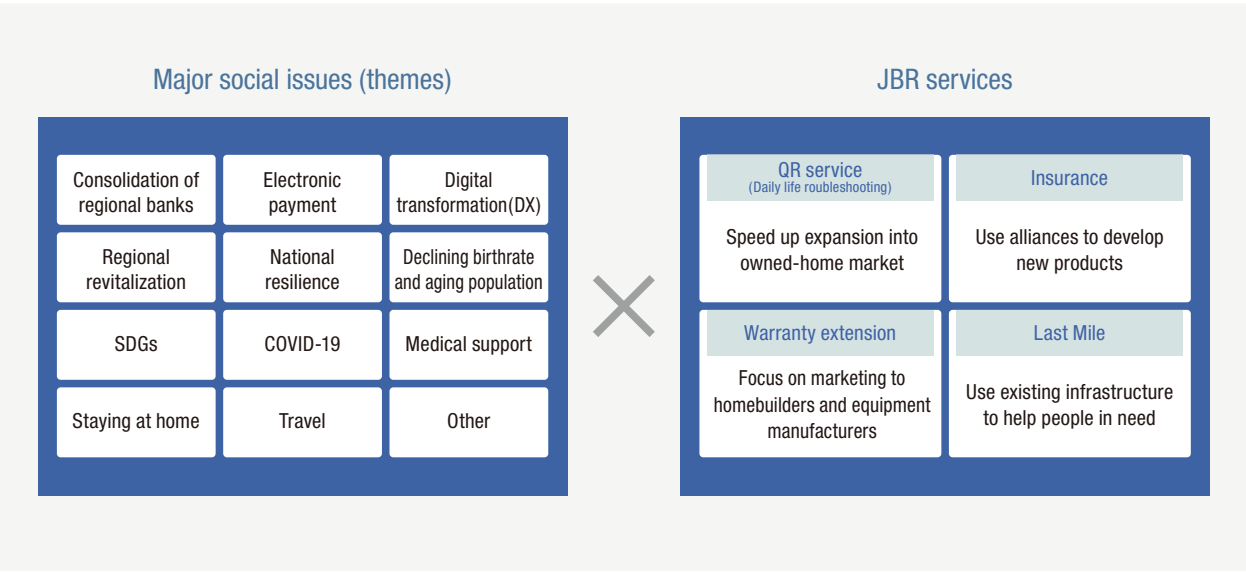 Major social issues (themes)
Consolidation of
regional banks
Electronic
payment
Digital
transformation(DX)
Regional
revitalization
National
resilience
Declining birthrate
and aging population
SDGs
COVID-19
Medical support
Staying at home
Travel
Other
JBR services
QR service
(Daily life roubleshooting)
Speed up expansion into
owned-home market
Insurance
Use alliances to develop
new products
Warranty extension
Focus on marketing to
homebuilders and equipment
manufacturers
Last Mile
Use existing infrastructure
to help people in need